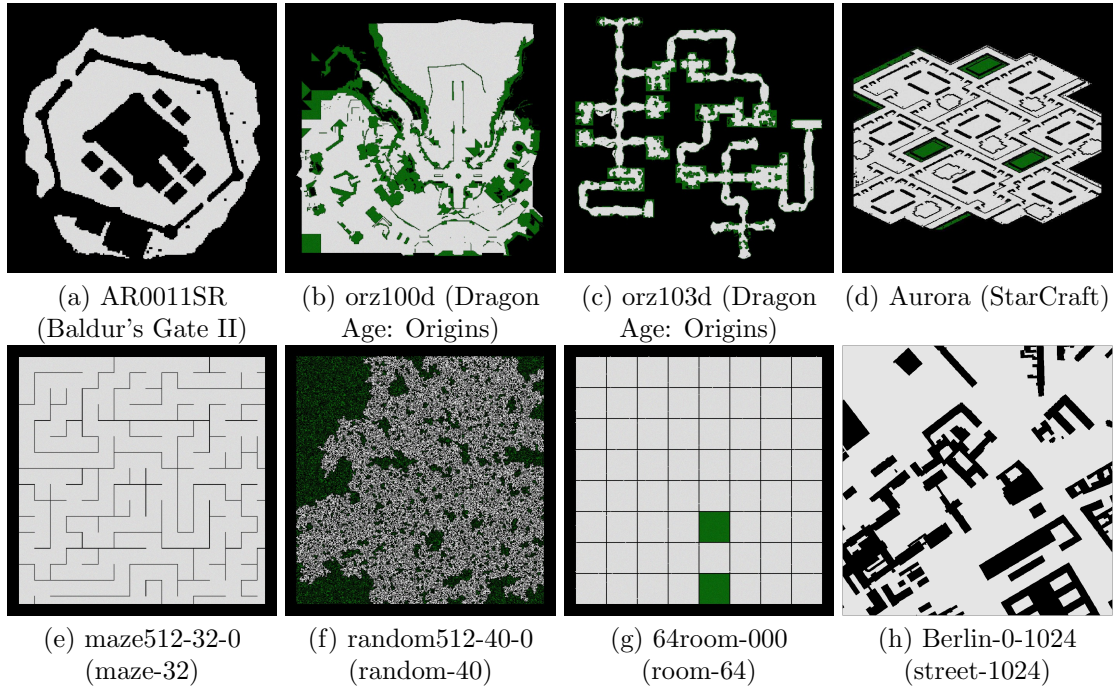 (a) AR0011SR
(Baldur's Gate II)
(b) orz100d (Dragon
Age: Origins)
(c) orz103d (Dragon
Age: Origins)
(d) Aurora (StarCraft)
(e) maze512-32-0
(maze-32)
(f) random512-40-0
(random-40)
(g) 64room-000
(room-64)
(h) Berlin-0-1024
(street-1024)